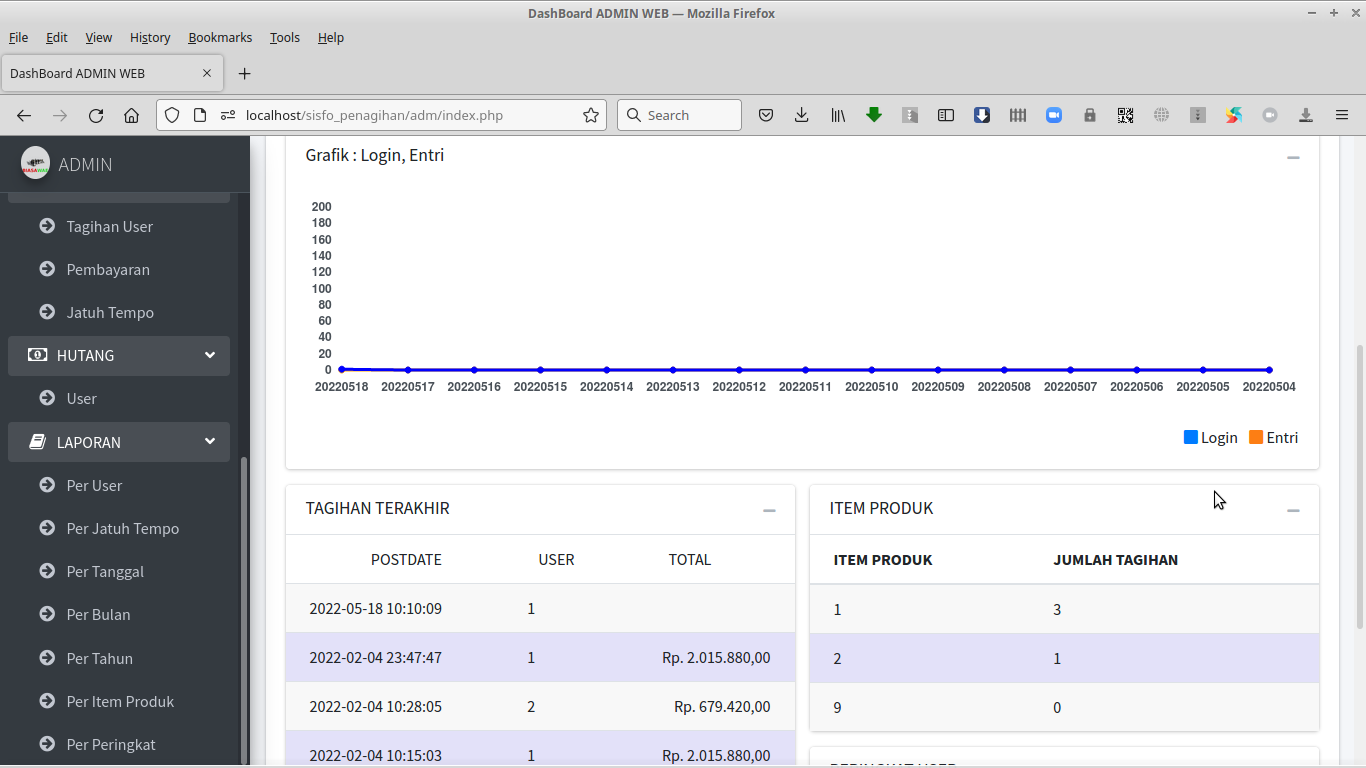 DashBoard ADMIN WEB — Mozilla Firefox
File Edit View History Bookmarks Tools Help
DashBoard ADMIN WEB
localhost/sisfo_penagihan/adm/index.php
Search
ADMIN
Tagihan User
Pembayaran
Jatuh Tempo
HUTANG
User
LAPORAN
Per User
Per Jatuh Tempo
Per Tanggal
Per Bulan
Per Tahun
Per Item Produk
Per Peringkat
Grafik : Login, Entri
200
180
160
140
120
100
80
60
40
20
0
20220518 20220517 20220516 20220515 20220514 20220513 20220512 20220511 20220510 20220509 20220508 20220507 20220506 20220505 20220504
Login Entri
TAGIHAN TERAKHIR
POSTDATE USER TOTAL
2022-05-18 10:10:09 1
2022-02-04 23:47:47 1 Rp. 2.015.880,00
2022-02-04 10:28:05 2 Rp. 679.420,00
2022-02-04 10:15:03 1 Rp. 2.015.880,00
ITEM PRODUK
ITEM PRODUK JUMLAH TAGIHAN
1 3
2 1
9 0